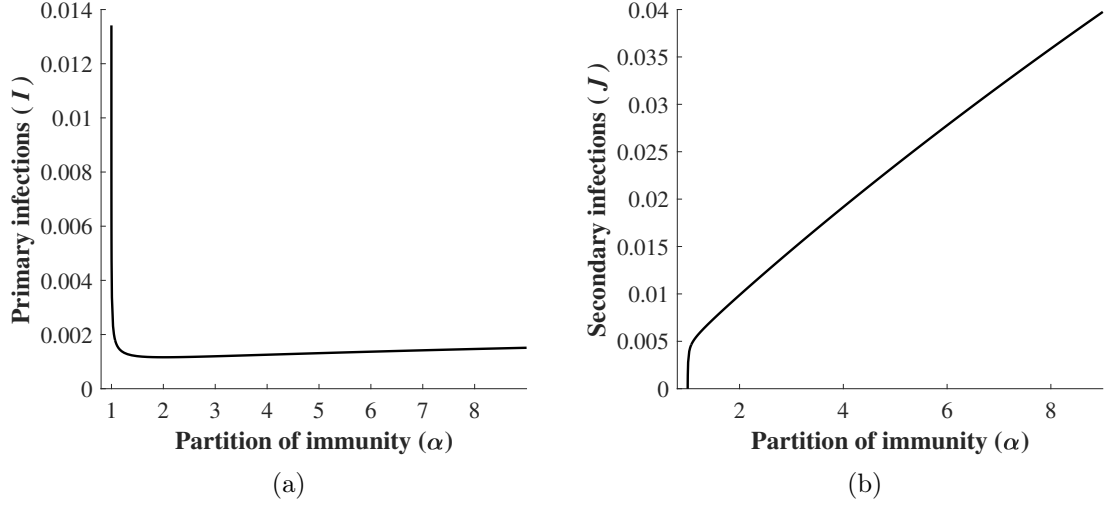 0.014
0.012
0.01
0.008
0.006
0.004
0.002
0
Primary infections ( I )
1 2 3 4 5 6 7 8
Partition of immunity (α)
(a)
0.04
0.035
0.03
0.025
0.02
0.015
0.01
0.005
0
Secondary infections ( J )
2 4 6 8
Partition of immunity (α)
(b)